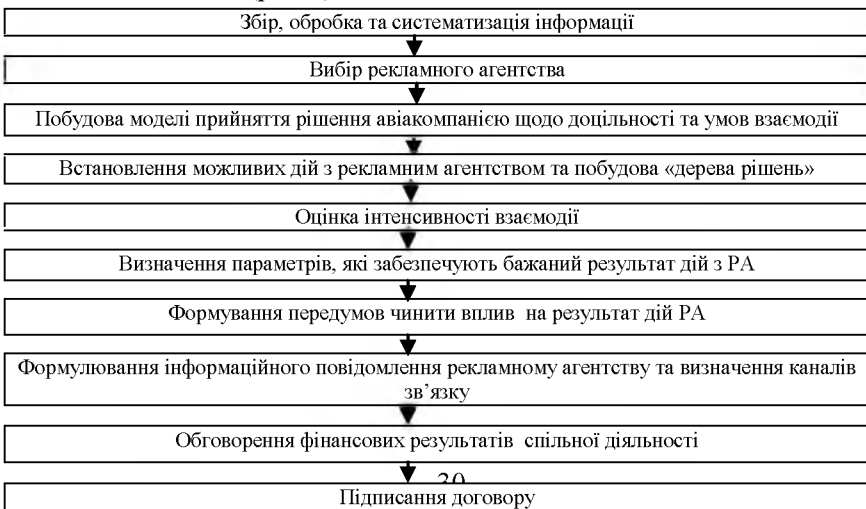 Збір, обробка та систематизація інформації
Вибір рекламного агентства
Побудова моделі прийняття рішення авіакомпанією щодо доцільності та умов взаємодії
Встановлення можливих дій з рекламним агентством та побудова «дерева рішень»
Оцінка інтенсивності взаємодії
Визначення параметрів, які забезпечують бажаний результат дій з РА
Формування передумов чинити вплив на результат дій РА
Формулювання інформаційного повідомлення рекламному агентству та визначення каналів
зв’язку
Обговорення фінансових результатів спільної діяльності
Підписання договору